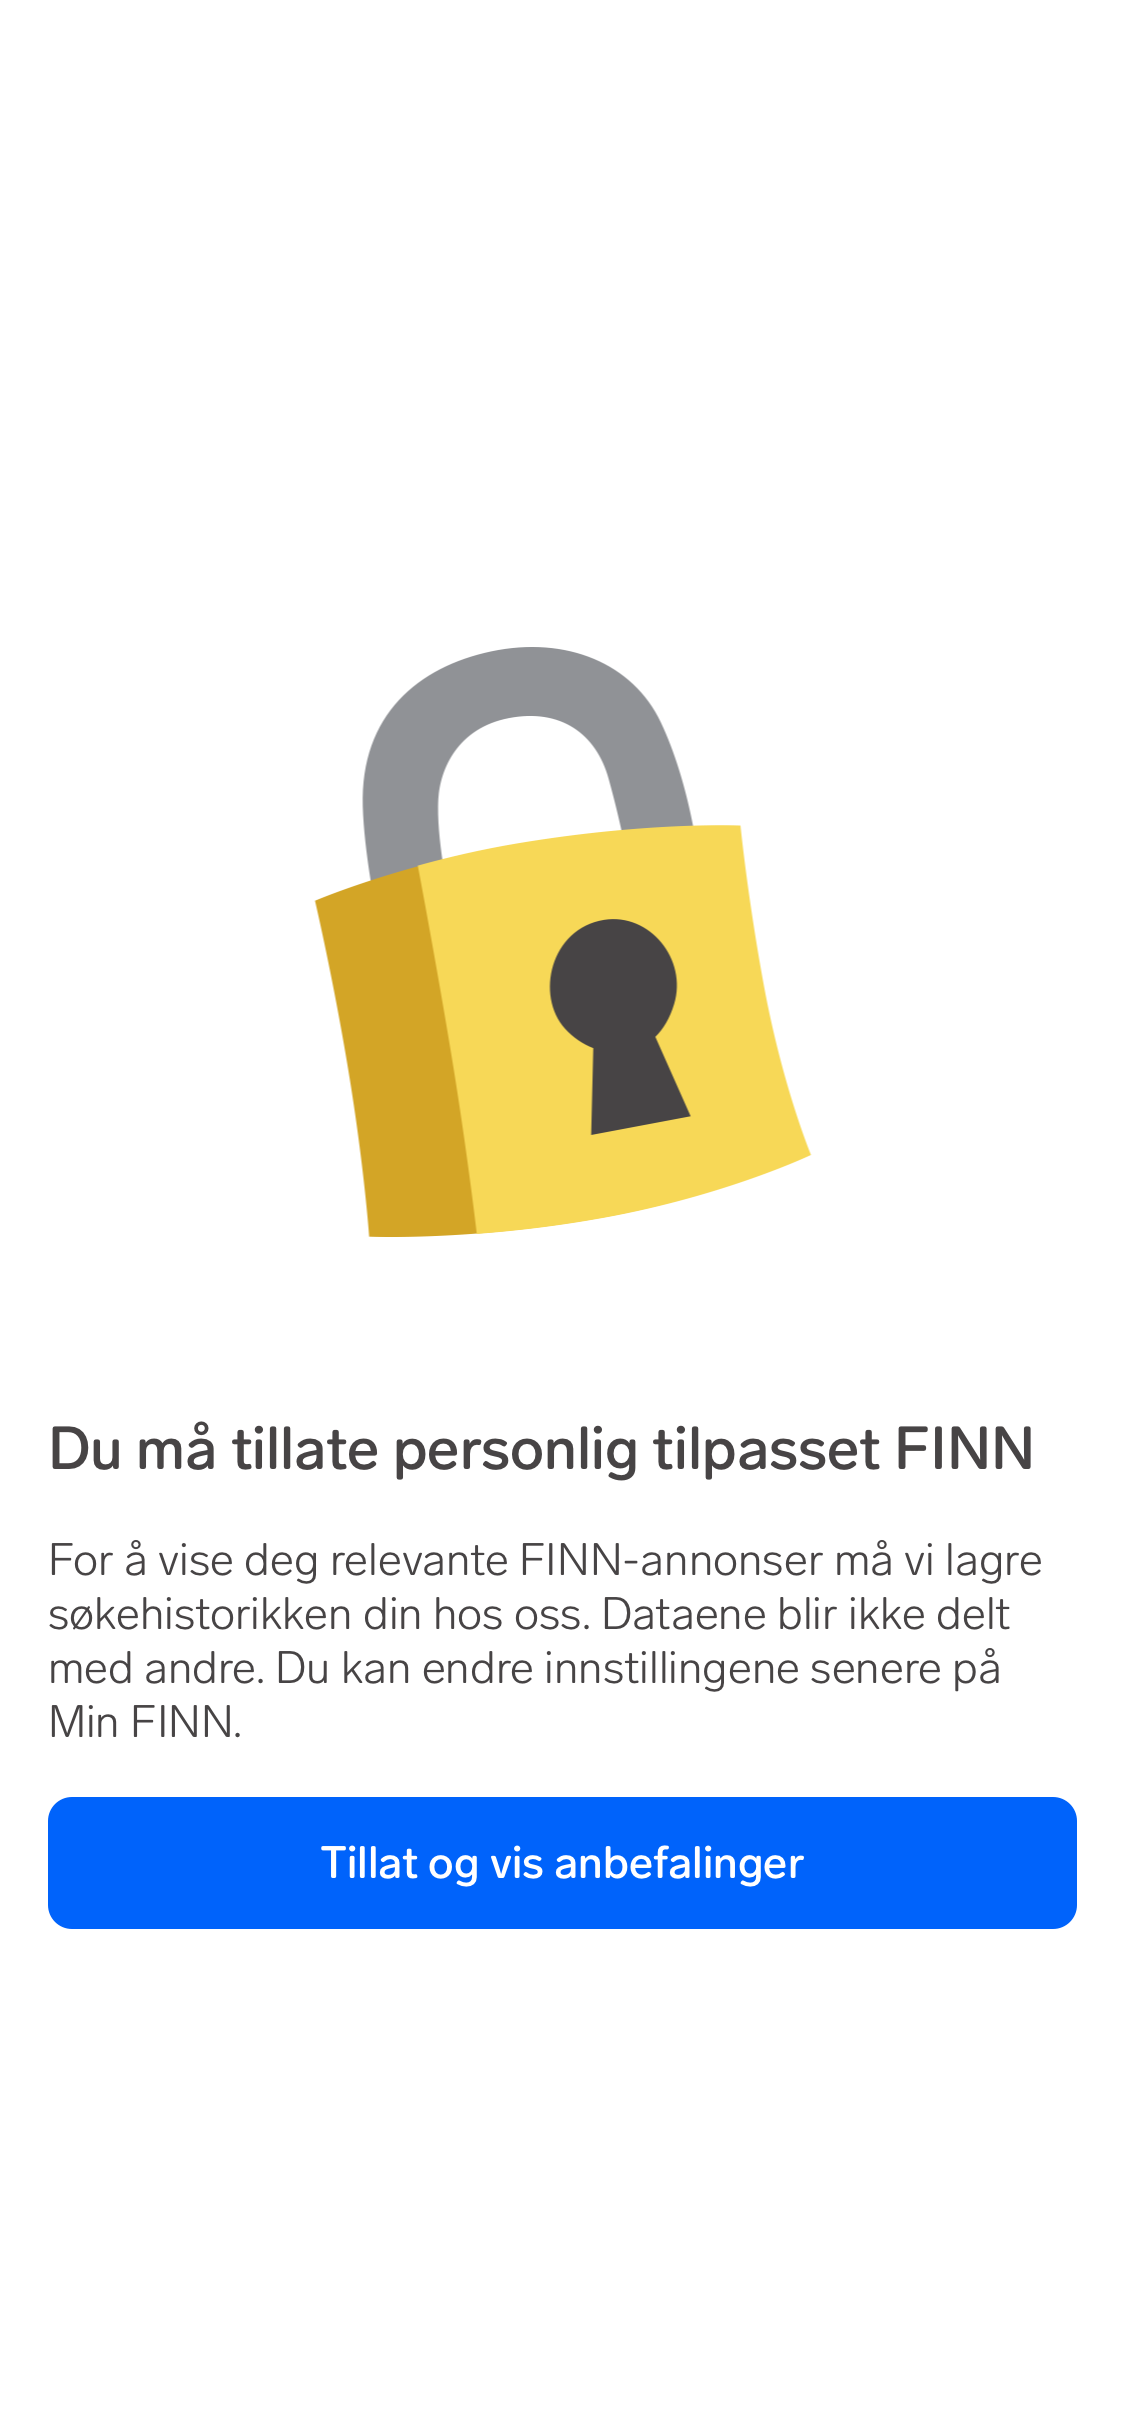 Du må tillate personlig tilpasset FINN
For å vise deg relevante FINN-annonser må vi lagre
søkehistorikken din hos oss. Dataene blir ikke delt
med andre. Du kan endre innstillingene senere på
Min FINN.
Tillat og vis anbefalinger